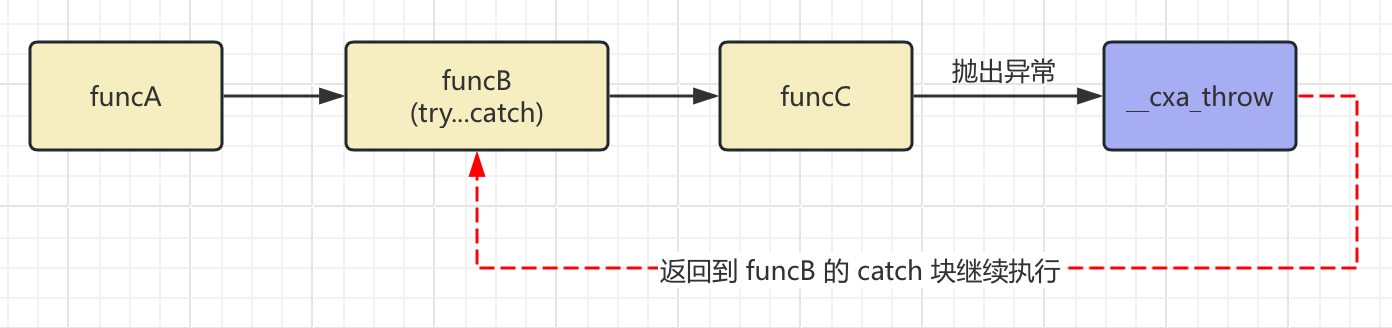 funcA
funcB
(try...catch)
funcC
抛出异常
__cxa_throw
返回到 funcB 的 catch 块继续执行